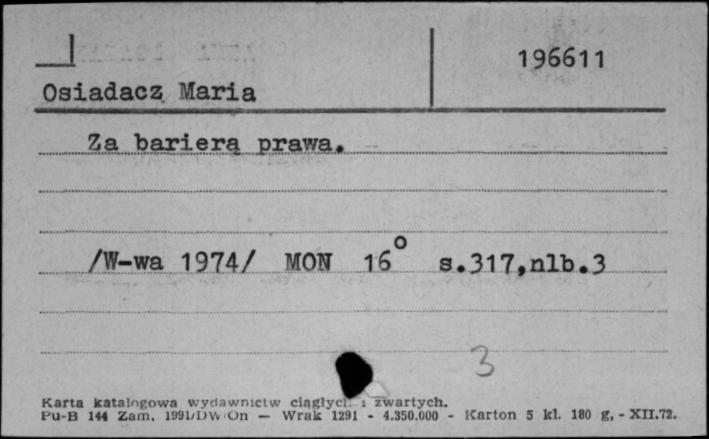 196611
Osiadacz Maria
Za barierą prawa.
/W-wa 1974/ MON 16° s.317,nlb.3
3
Karta katalogowa wydawnictw ciągłych i zwartych.
Pu-B 144 Zam. 1991/DW/On — Wrak 1291 - 4.350.000 - Karton 5 kl. 180 g, - XII.72.